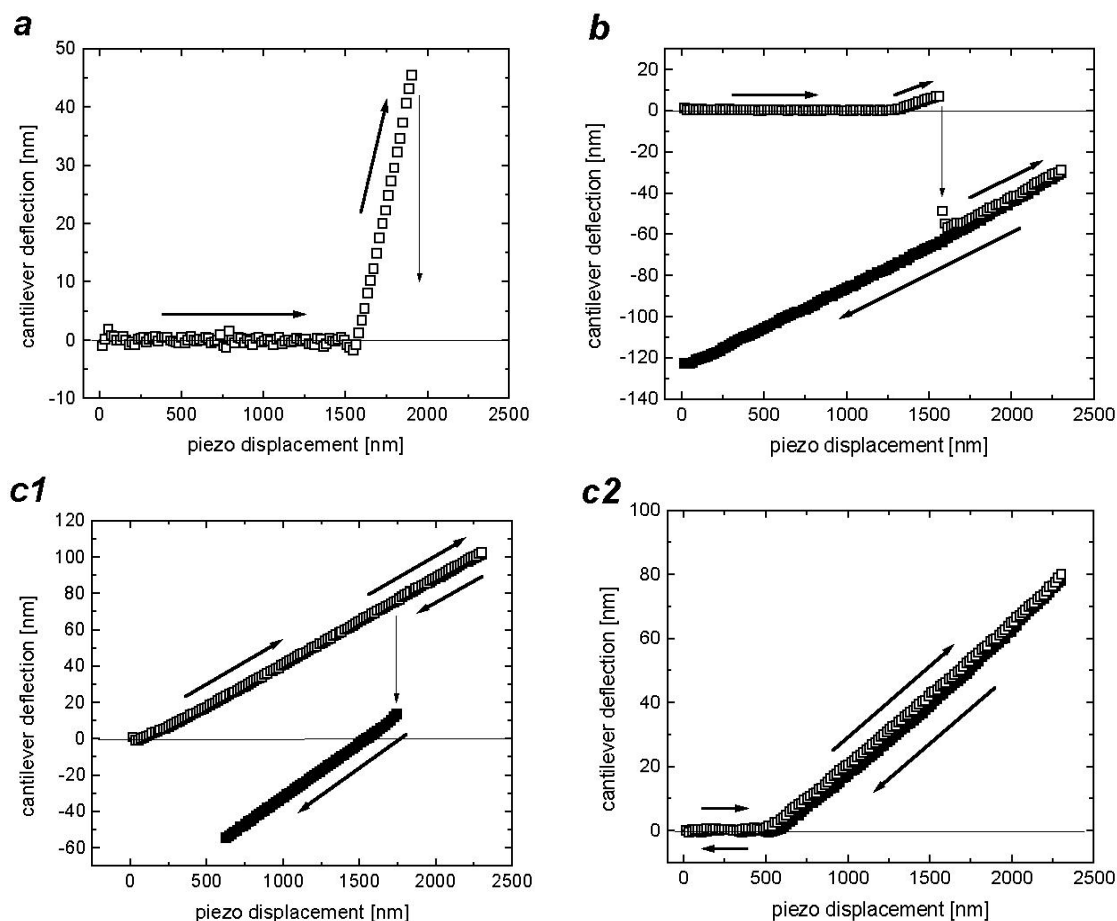 a
50
40
30
20
10
0
-10
cantilever deflection [nm]
0 500 1000 1500 2000 2500
piezo displacement [nm]
b
20
0
-20
-40
-60
-80
-100
-120
-140
cantilever deflection [nm]
0 500 1000 1500 2000 2500
piezo displacement [nm]
c1
120
100
80
60
40
20
0
-20
-40
-60
cantilever deflection [nm]
0 500 1000 1500 2000 2500
piezo displacement [nm]
c2
100
80
60
40
20
0
cantilever deflection [nm]
0 500 1000 1500 2000 2500
piezo displacement [nm]